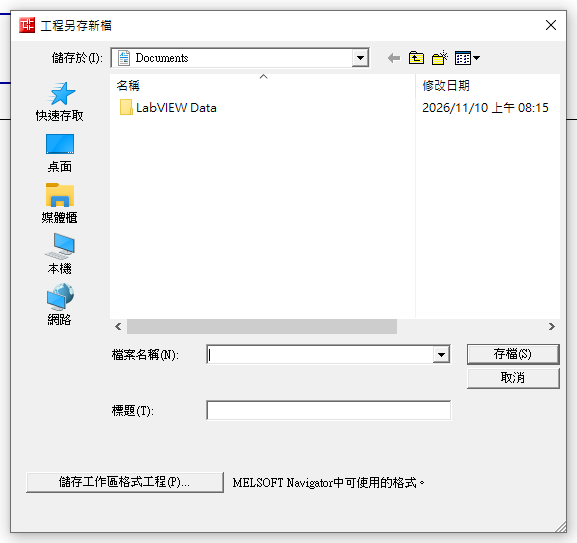 工程另存新檔
儲存於(I):
Documents
名稱
修改日期
LabVIEW Data
2026/11/10 上午 08:15
快速存取
桌面
媒體櫃
本機
網路
檔案名稱(N):
存檔(S)
取消
標題(T):
儲存工作區格式工程(P)...
MELSOFT Navigator中可使用的格式。